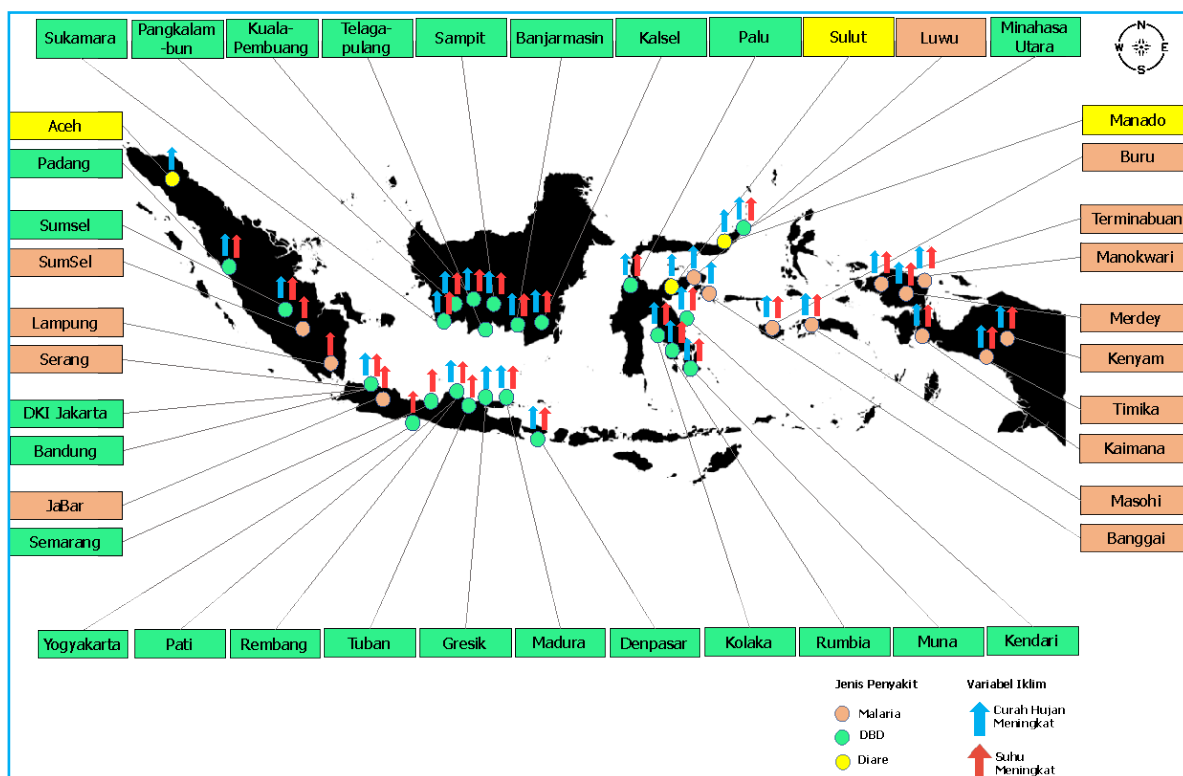 Sukamara
Pangkalam
-bun
Kuala-
Pembuang
Telaga-
pulang
Sampit
Banjarmasin
Kalsel
Palu
Sulut
Luwu
Minahasa
Utara
N
W E
S
Aceh
Padang
Sumsel
SumSel
Lampung
Serang
DKI Jakarta
Bandung
JaBar
Semarang
Manado
Buru
Terminabuan
Manokwari
Merdey
Kenyam
Timika
Kaimana
Masohi
Banggai
Yogyakarta
Pati
Rembang
Tuban
Gresik
Madura
Denpasar
Kolaka
Rumbia
Muna
Kendari
Jenis Penyakit
Malaria
DBD
Diare
Variabel Iklim
Curah Hujan
Meningkat
Suhu
Meningkat